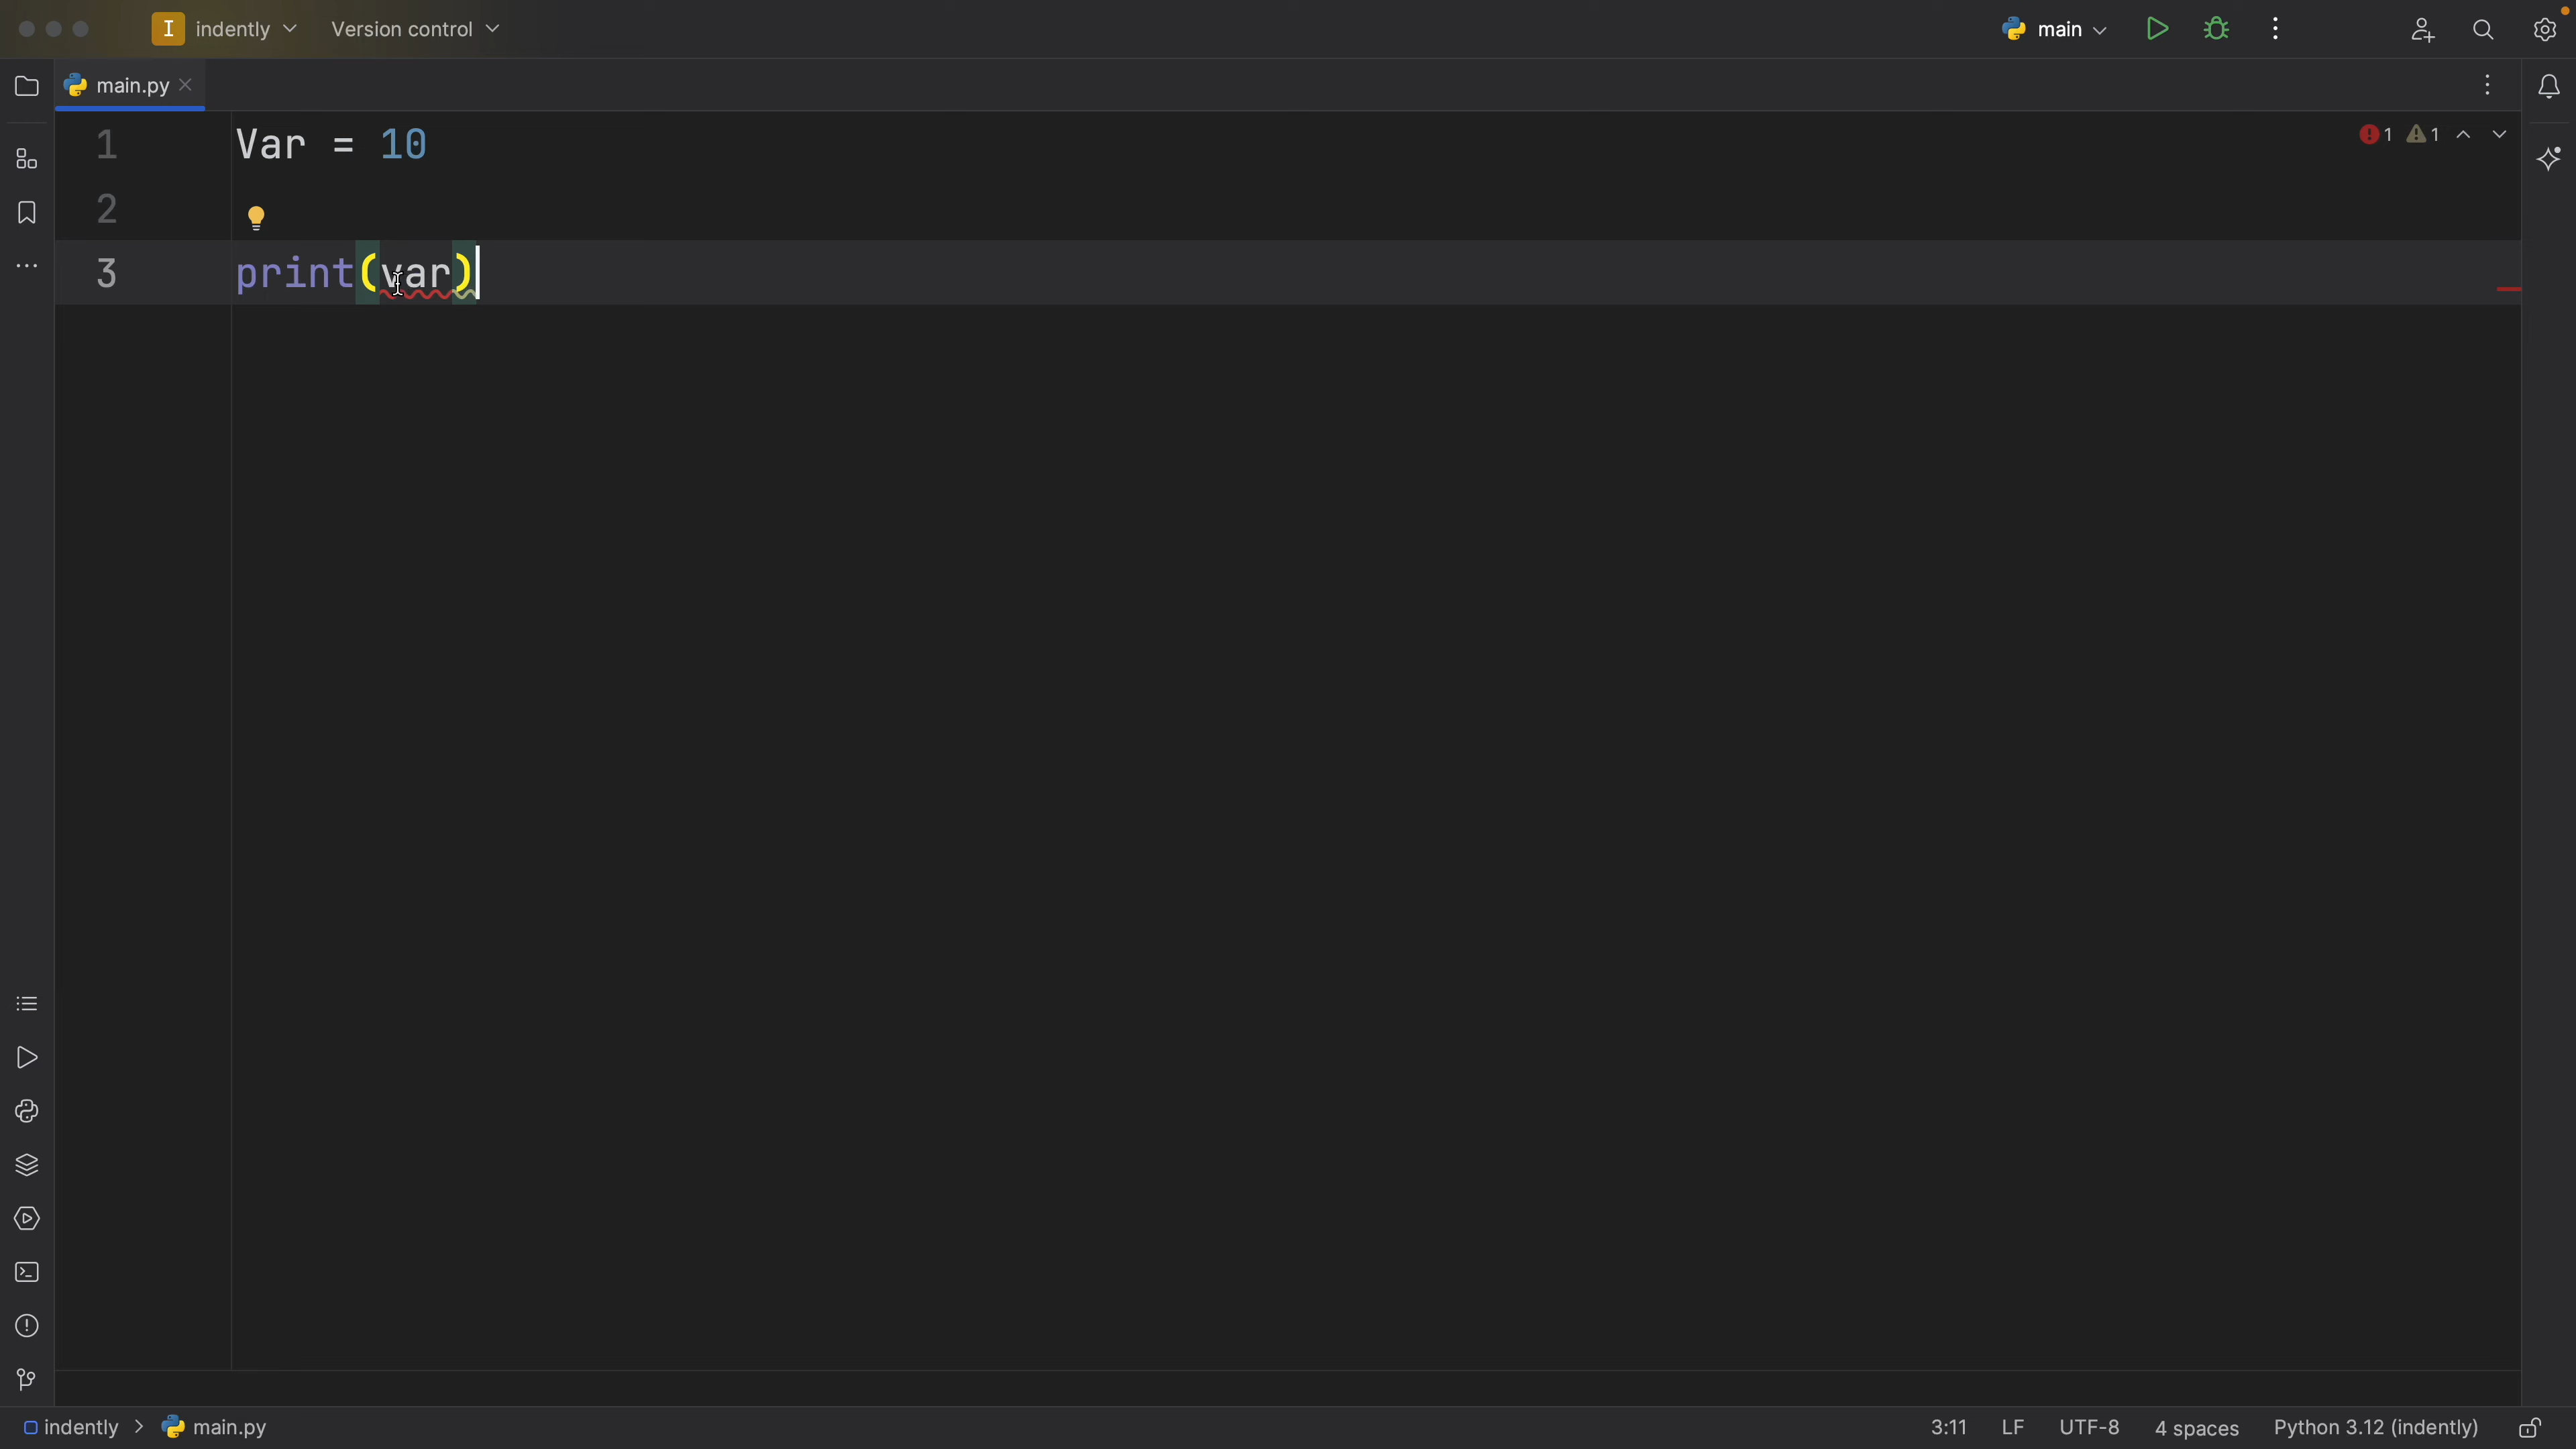 I indently Version control main
main.py
1 Var = 10 1 1
2
3 print(var)
indently > main.py 3:11 LF UTF-8 4 spaces Python 3.12 (indently)